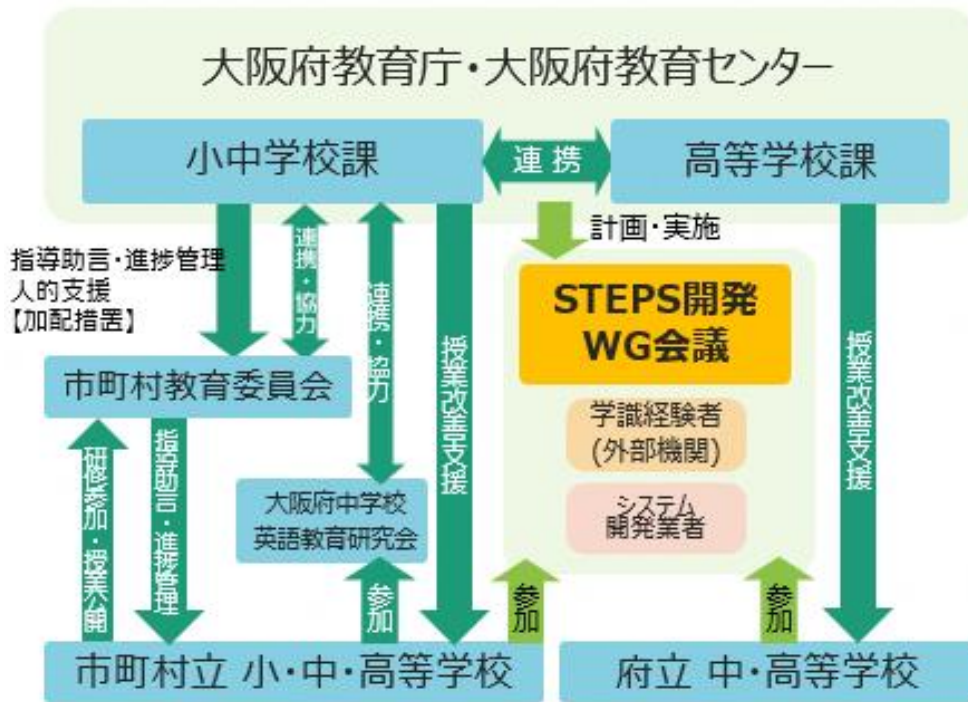 大阪府教育庁・大阪府教育センター
小中学校課
連携
高等学校課
計画・実施
指導助言・進捗管理
人的支援
【加配措置】
連携・協力
連携・協力
授業改善支援
授業改善支援
STEPS開発
WG会議
学識経験者
(外部機関)
システム
開発業者
市町村教育委員会
研修参加・授業公開
指導助言・進捗管理
大阪府中学校
英語教育研究会
参加
参加
参加
市町村立 小・中・高等学校
府立 中・高等学校